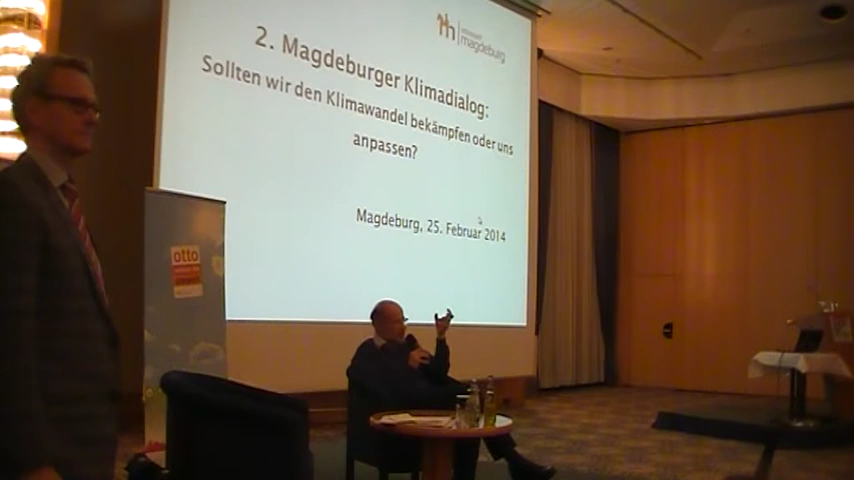 magdeburg
2. Magdeburger Klimadialog:
Sollten wir den Klimawandel bekämpfen oder uns
anpassen?
Magdeburg, 25. Februar 2014
otto